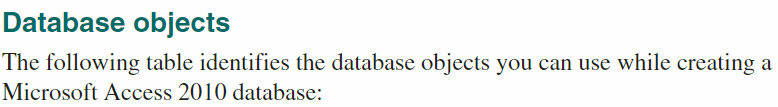 Database objects
The following table identifies the database objects you can use while creating a
Microsoft Access 2010 database: